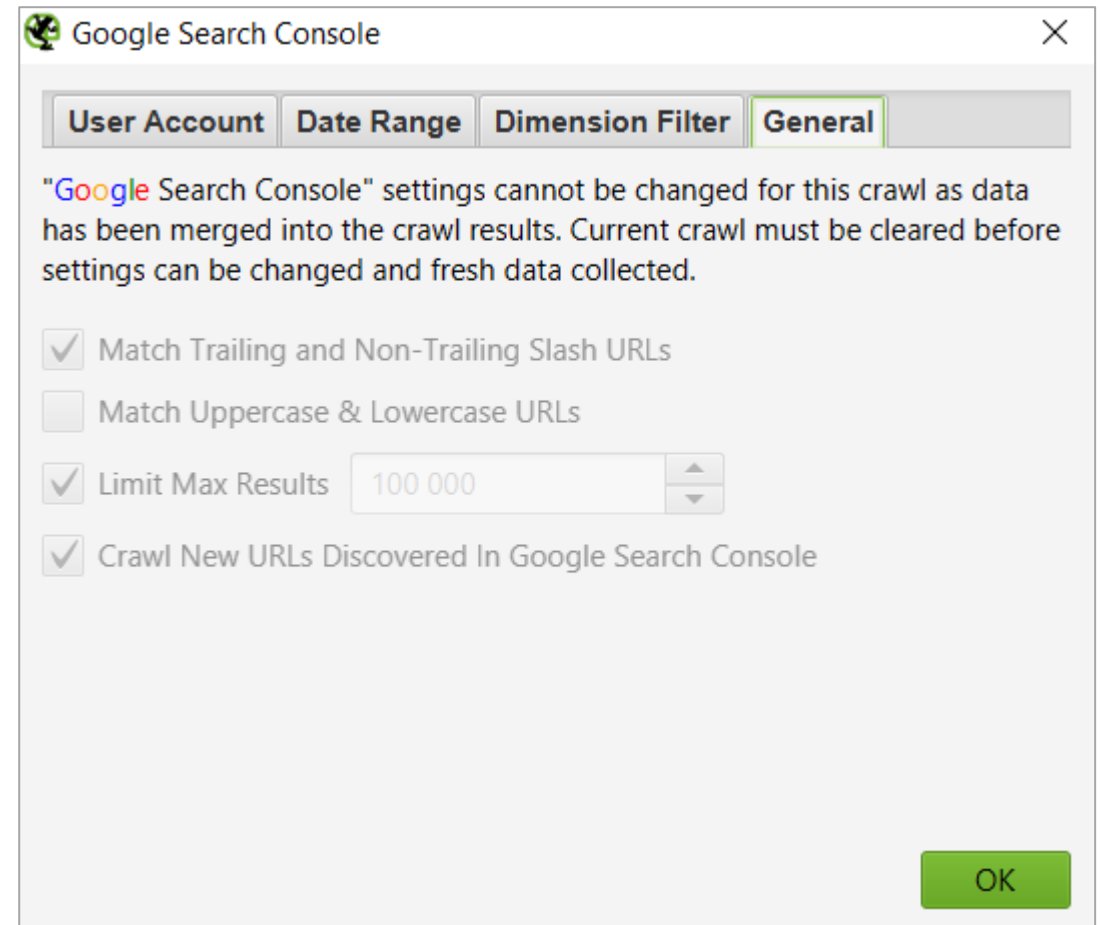 Google Search Console
User Account Date Range Dimension Filter General
"Google Search Console" settings cannot be changed for this crawl as data
has been merged into the crawl results. Current crawl must be cleared before
settings can be changed and fresh data collected.
Match Trailing and Non-Trailing Slash URLs
Match Uppercase & Lowercase URLs
Limit Max Results 100 000
Crawl New URLs Discovered In Google Search Console
OK